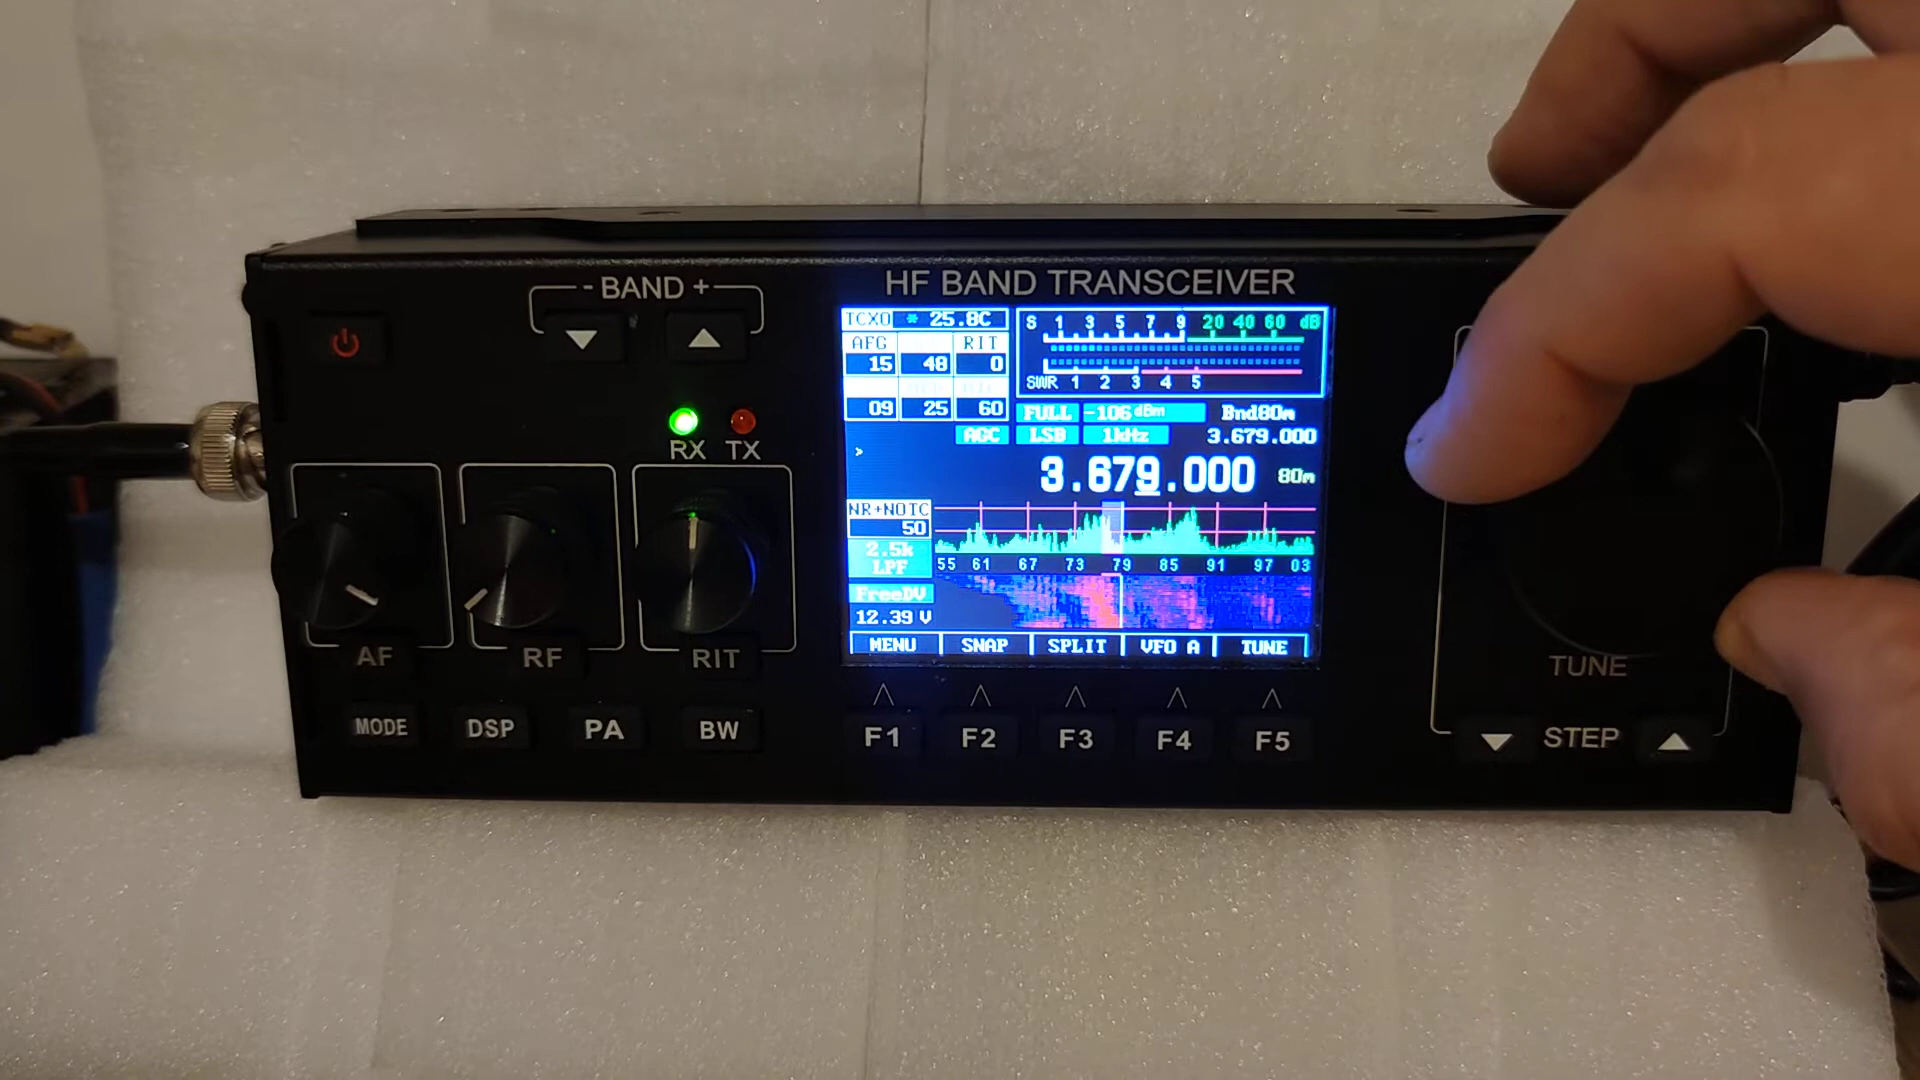 - BAND +
HF BAND TRANSCEIVER
TCXO * 25.8C
AFG RIT
15 48 0
09 25 60
S 1 3 5 7 9 20 40 60 dB
SWR 1 2 3 4 5
FULL -106 dBm Bnd80m
AGC LSB 1kHz 3.679.000
>
3.679.000 80m
NR+NOTC
50
2.5k
LPF
55 61 67 73 79 85 91 97 03
FreeDV
12.39 V
MENU SNAP SPLIT VFO A TUNE
RX TX
AF RF RIT
TUNE
MODE DSP PA BW
F1 F2 F3 F4 F5
STEP